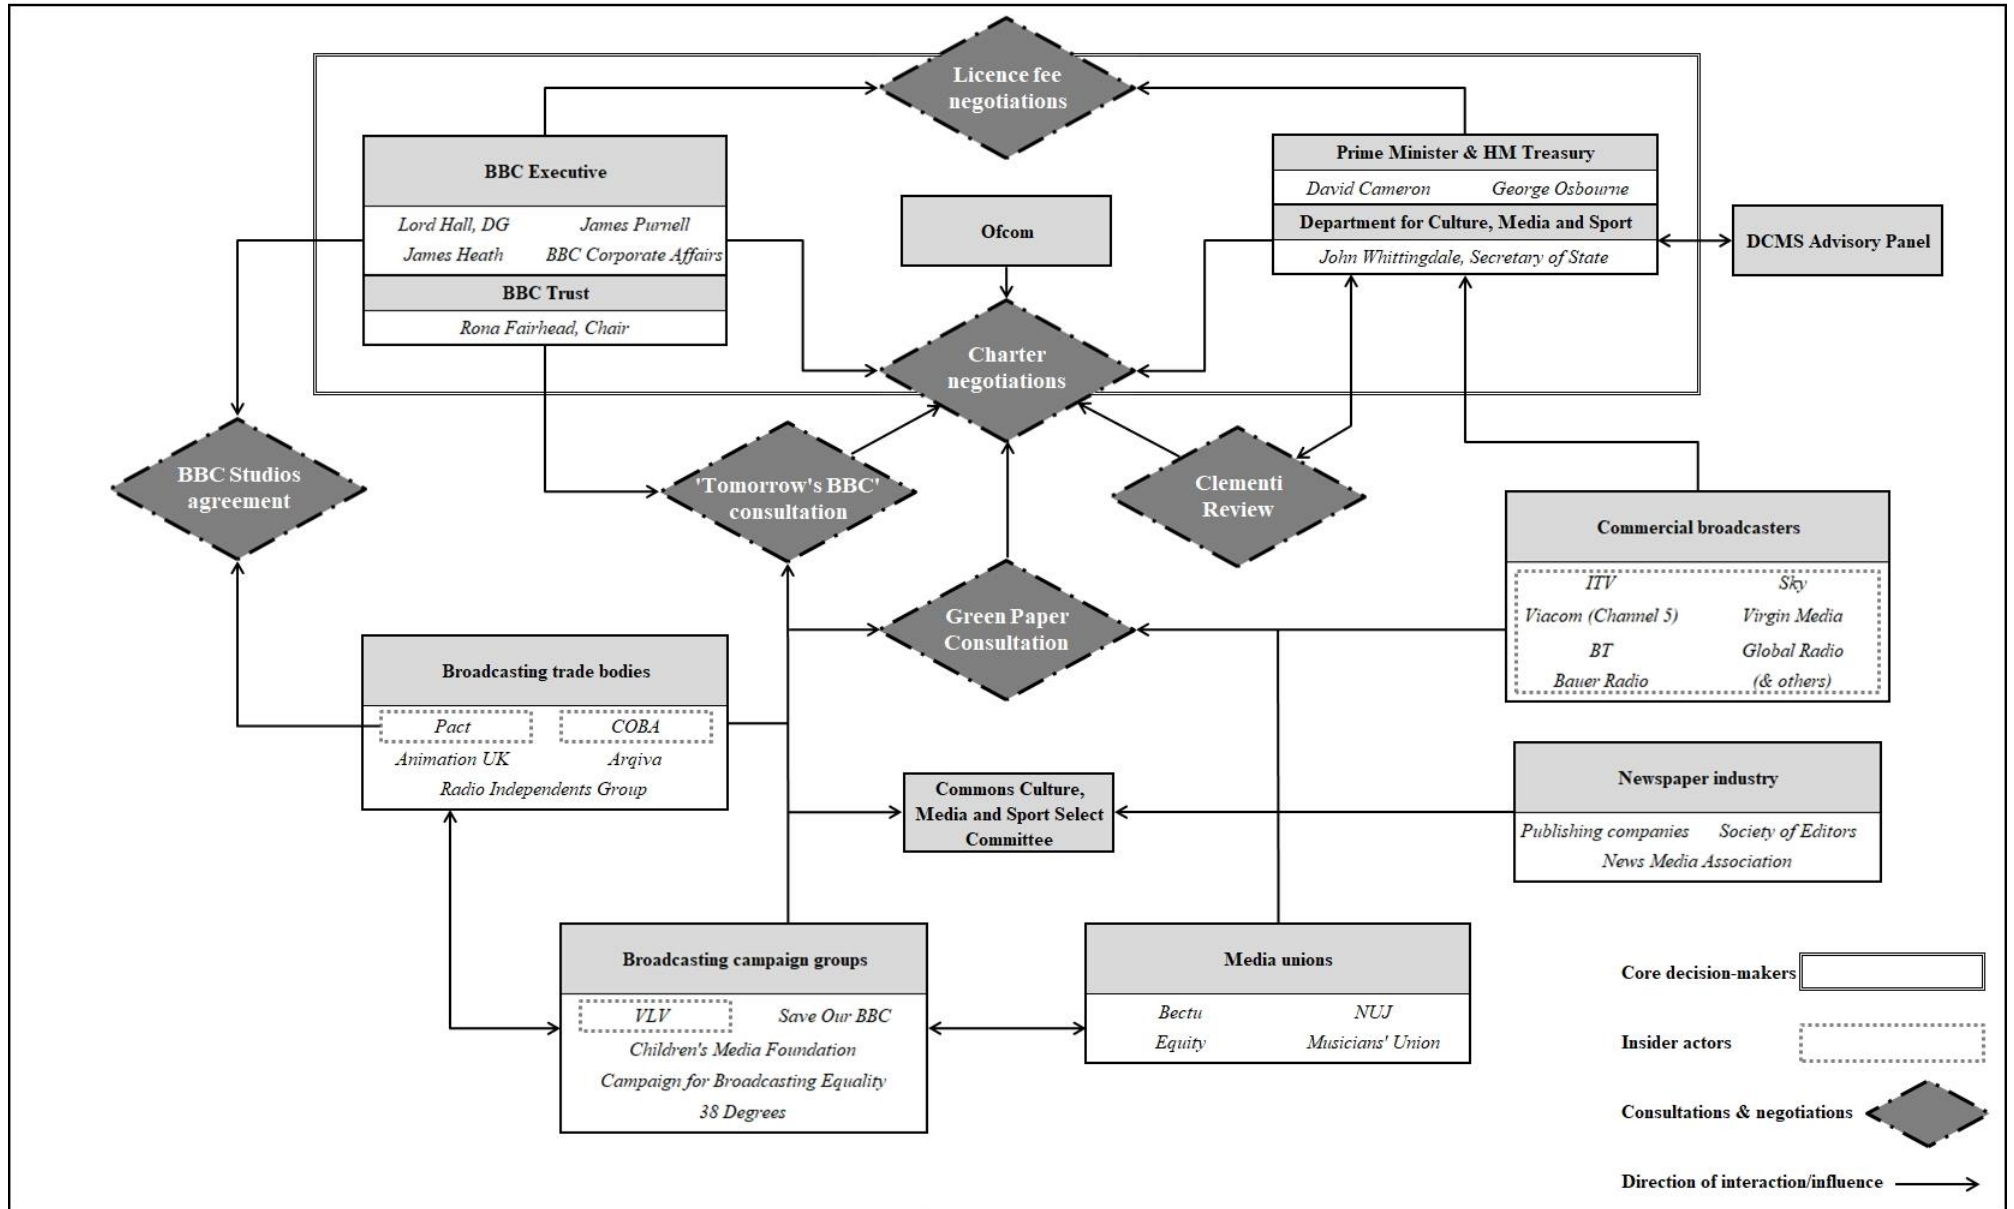 Licence fee
negotiations
BBC Executive
Lord Hall, DG James Purnell
James Heath BBC Corporate Affairs
BBC Trust
Rona Fairhead, Chair
Ofcom
Prime Minister & HM Treasury
David Cameron George Osbourne
Department for Culture, Media and Sport
John Whittingdale, Secretary of State
DCMS Advisory Panel
Charter
negotiations
BBC Studios
agreement
'Tomorrow's BBC'
consultation
Clementi
Review
Commercial broadcasters
ITV Sky
Viacom (Channel 5) Virgin Media
BT Global Radio
Bauer Radio (& others)
Green Paper
Consultation
Broadcasting trade bodies
Pact COBA
Animation UK Arqiva
Radio Independents Group
Commons Culture,
Media and Sport Select
Committee
Newspaper industry
Publishing companies Society of Editors
News Media Association
Broadcasting campaign groups
VLV Save Our BBC
Children's Media Foundation
Campaign for Broadcasting Equality
38 Degrees
Media unions
Bectu NUJ
Equity Musicians' Union
Core decision-makers
Insider actors
Consultations & negotiations
Direction of interaction/influence